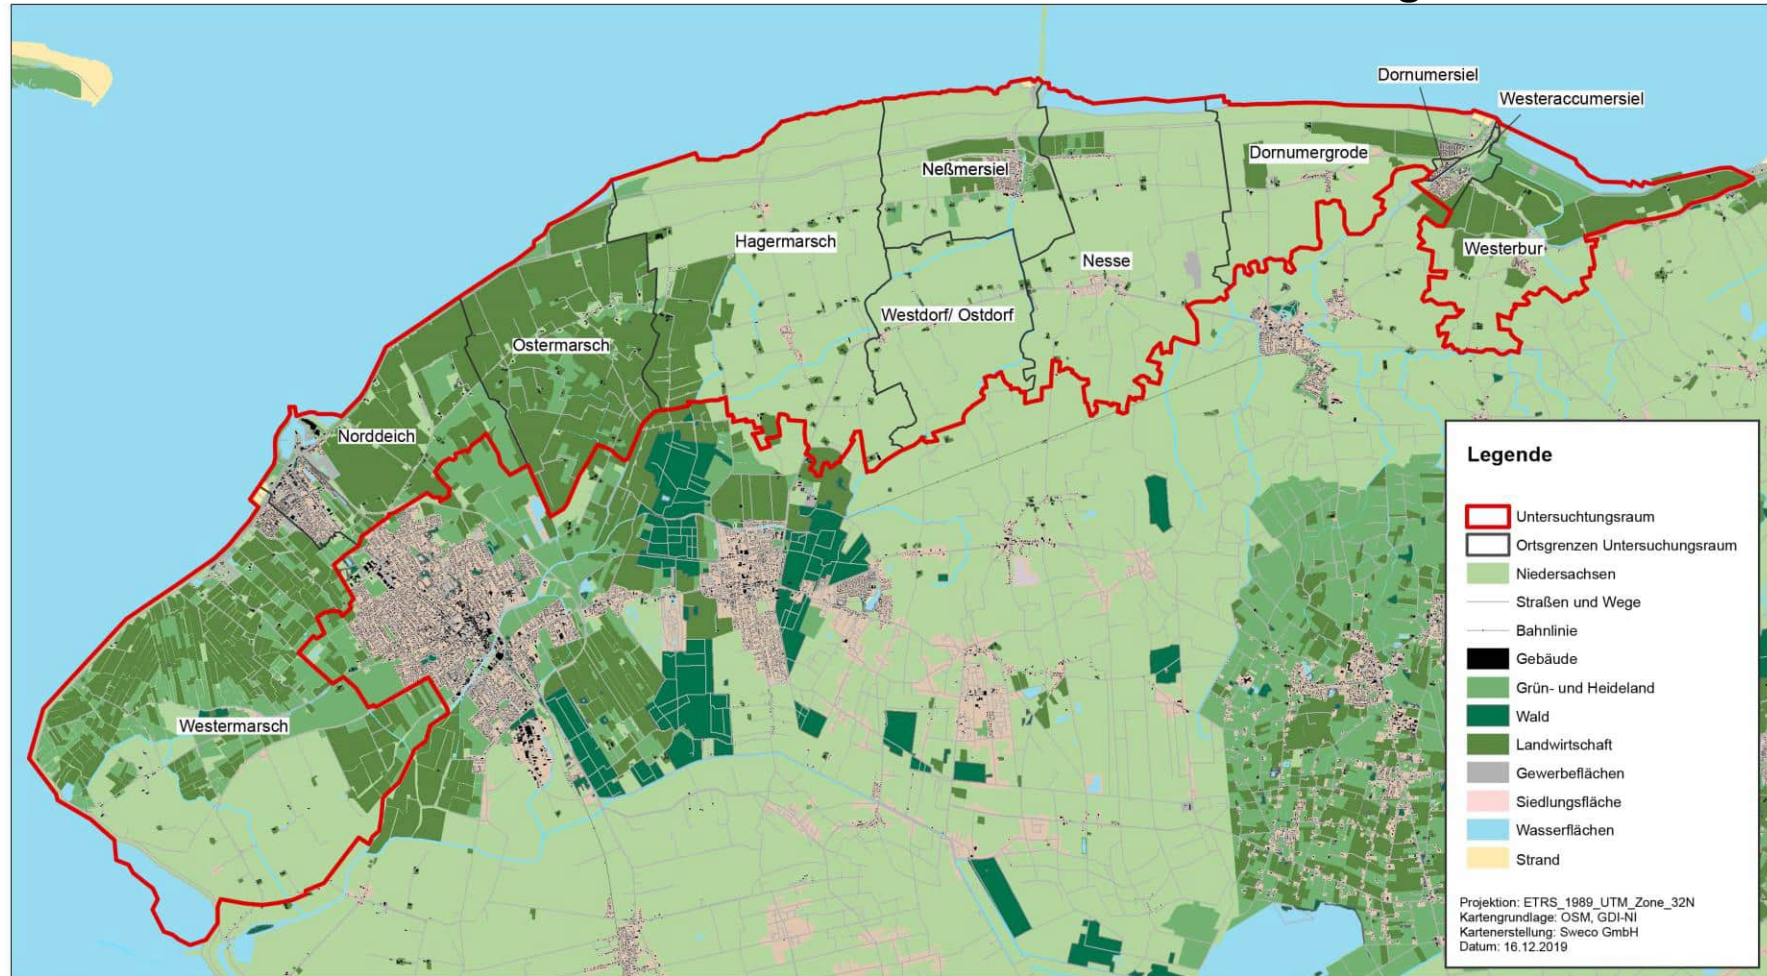 Dornumersiel
Westeraccumersiel
Dornumergrode
Neßmersiel
Hagermarsch
Westerbur
Nesse
Westdorf/ Ostdorf
Ostermarsch
Norddeich
Westermarsch
Legende
Untersuchtungsraum
Ortsgrenzen Untersuchungsraum
Niedersachsen
Straßen und Wege
Bahnlinie
Gebäude
Grün- und Heideland
Wald
Landwirtschaft
Gewerbeflächen
Siedlungsfläche
Wasserflächen
Strand
Projektion: ETRS_1989_UTM_Zone_32N
Kartengrundlage: OSM, GDI-NI
Kartenerstellung: Sweco GmbH
Datum: 16.12.2019